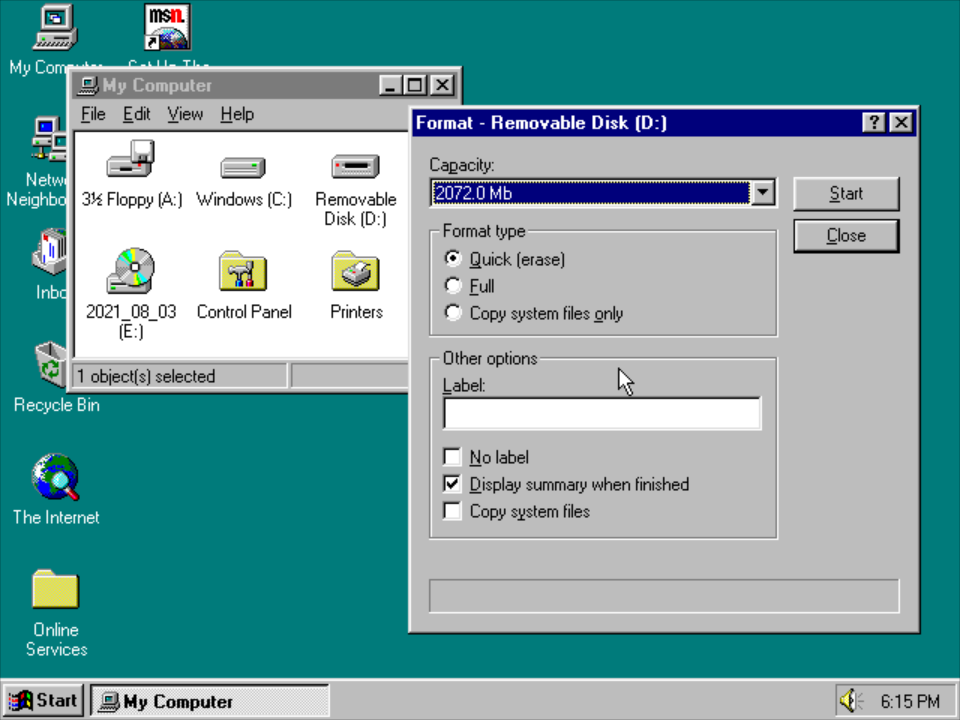 My Computer
msn.
Set Up The
Network
Neighborhood
Inbox
Recycle Bin
The Internet
Online
Services
My Computer
File Edit View Help
3½ Floppy (A:)
Windows (C:)
Removable
Disk (D:)
2021_08_03
(E:)
Control Panel
Printers
1 object(s) selected
Format - Removable Disk (D:)
Capacity:
2072.0 Mb
Start
Close
Format type
Quick (erase)
Full
Copy system files only
Other options
Label:
No label
Display summary when finished
Copy system files
Start
My Computer
6:15 PM